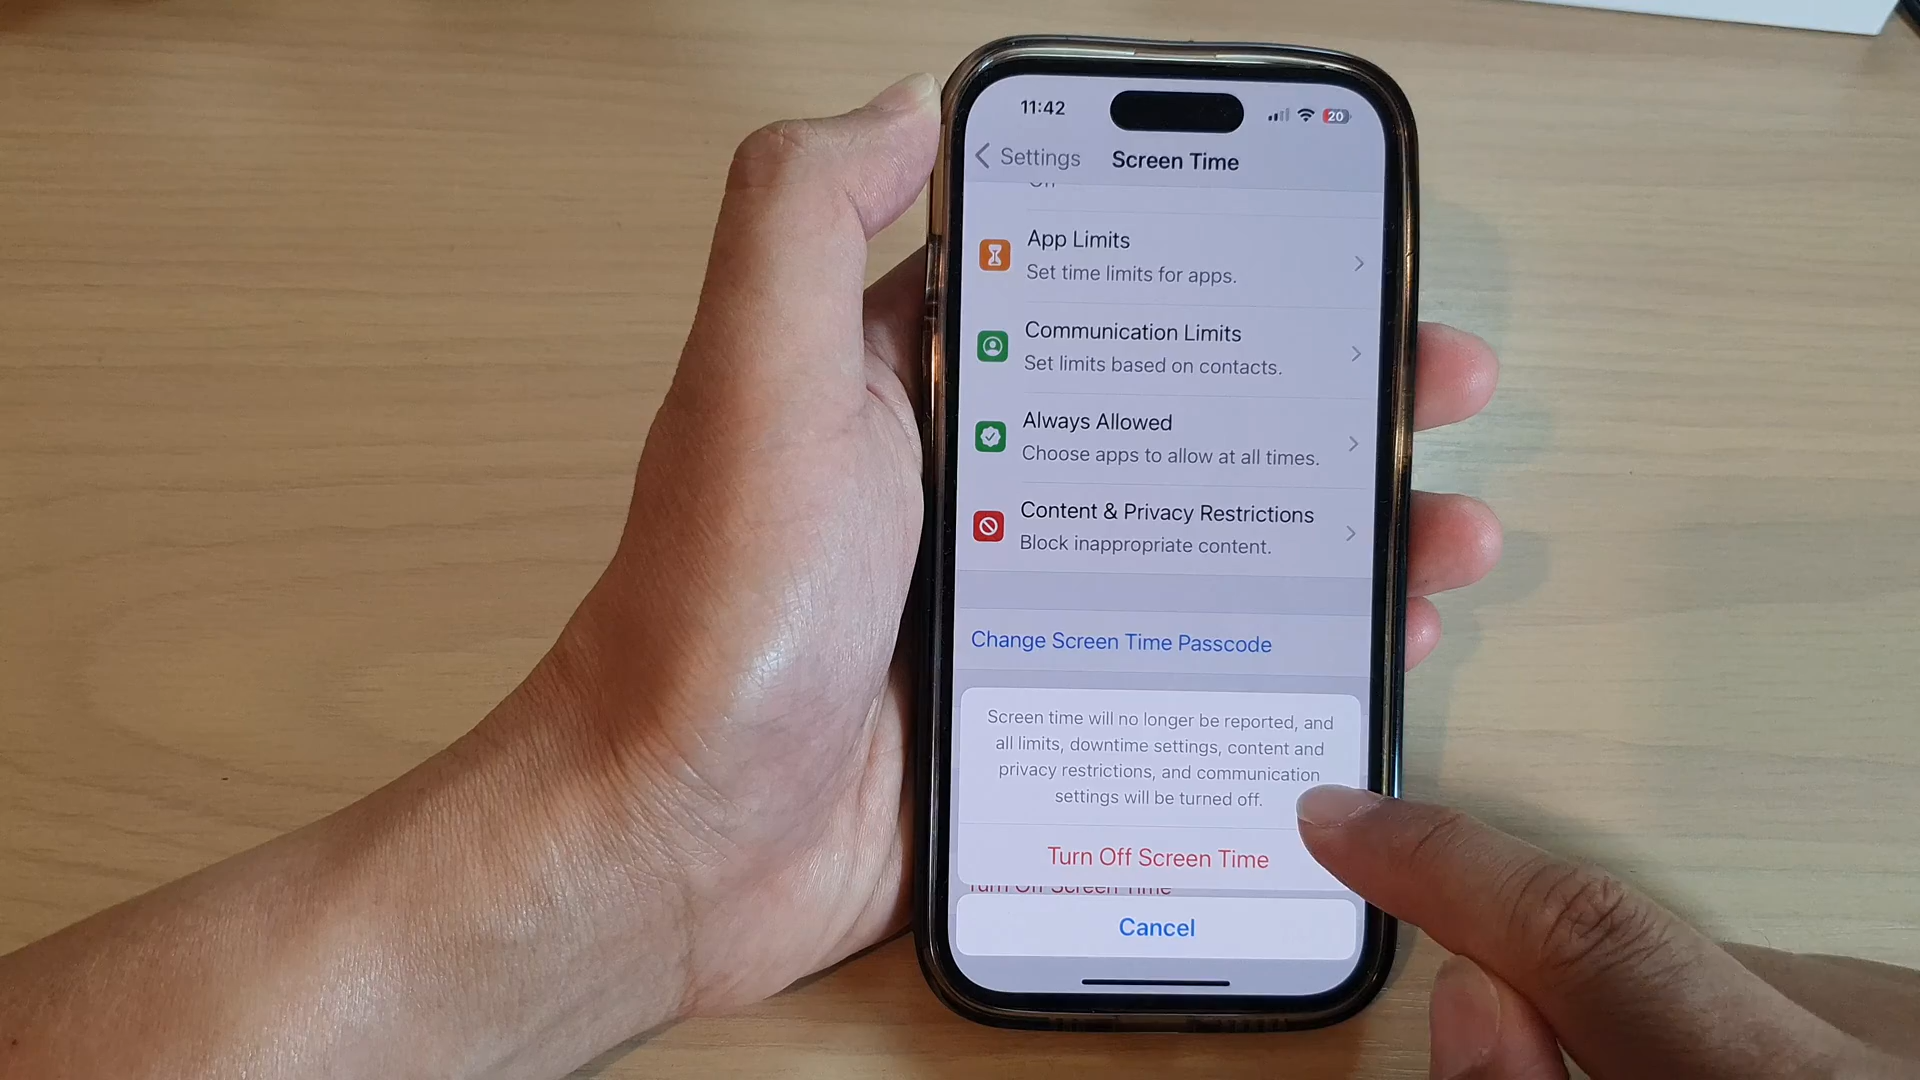 11:42
20
Settings
Screen Time
App Limits
Set time limits for apps.
Communication Limits
Set limits based on contacts.
Always Allowed
Choose apps to allow at all times.
Content & Privacy Restrictions
Block inappropriate content.
Change Screen Time Passcode
Screen time will no longer be reported, and
all limits, downtime settings, content and
privacy restrictions, and communication
settings will be turned off.
Turn Off Screen Time
Turn Off Screen Time
Cancel